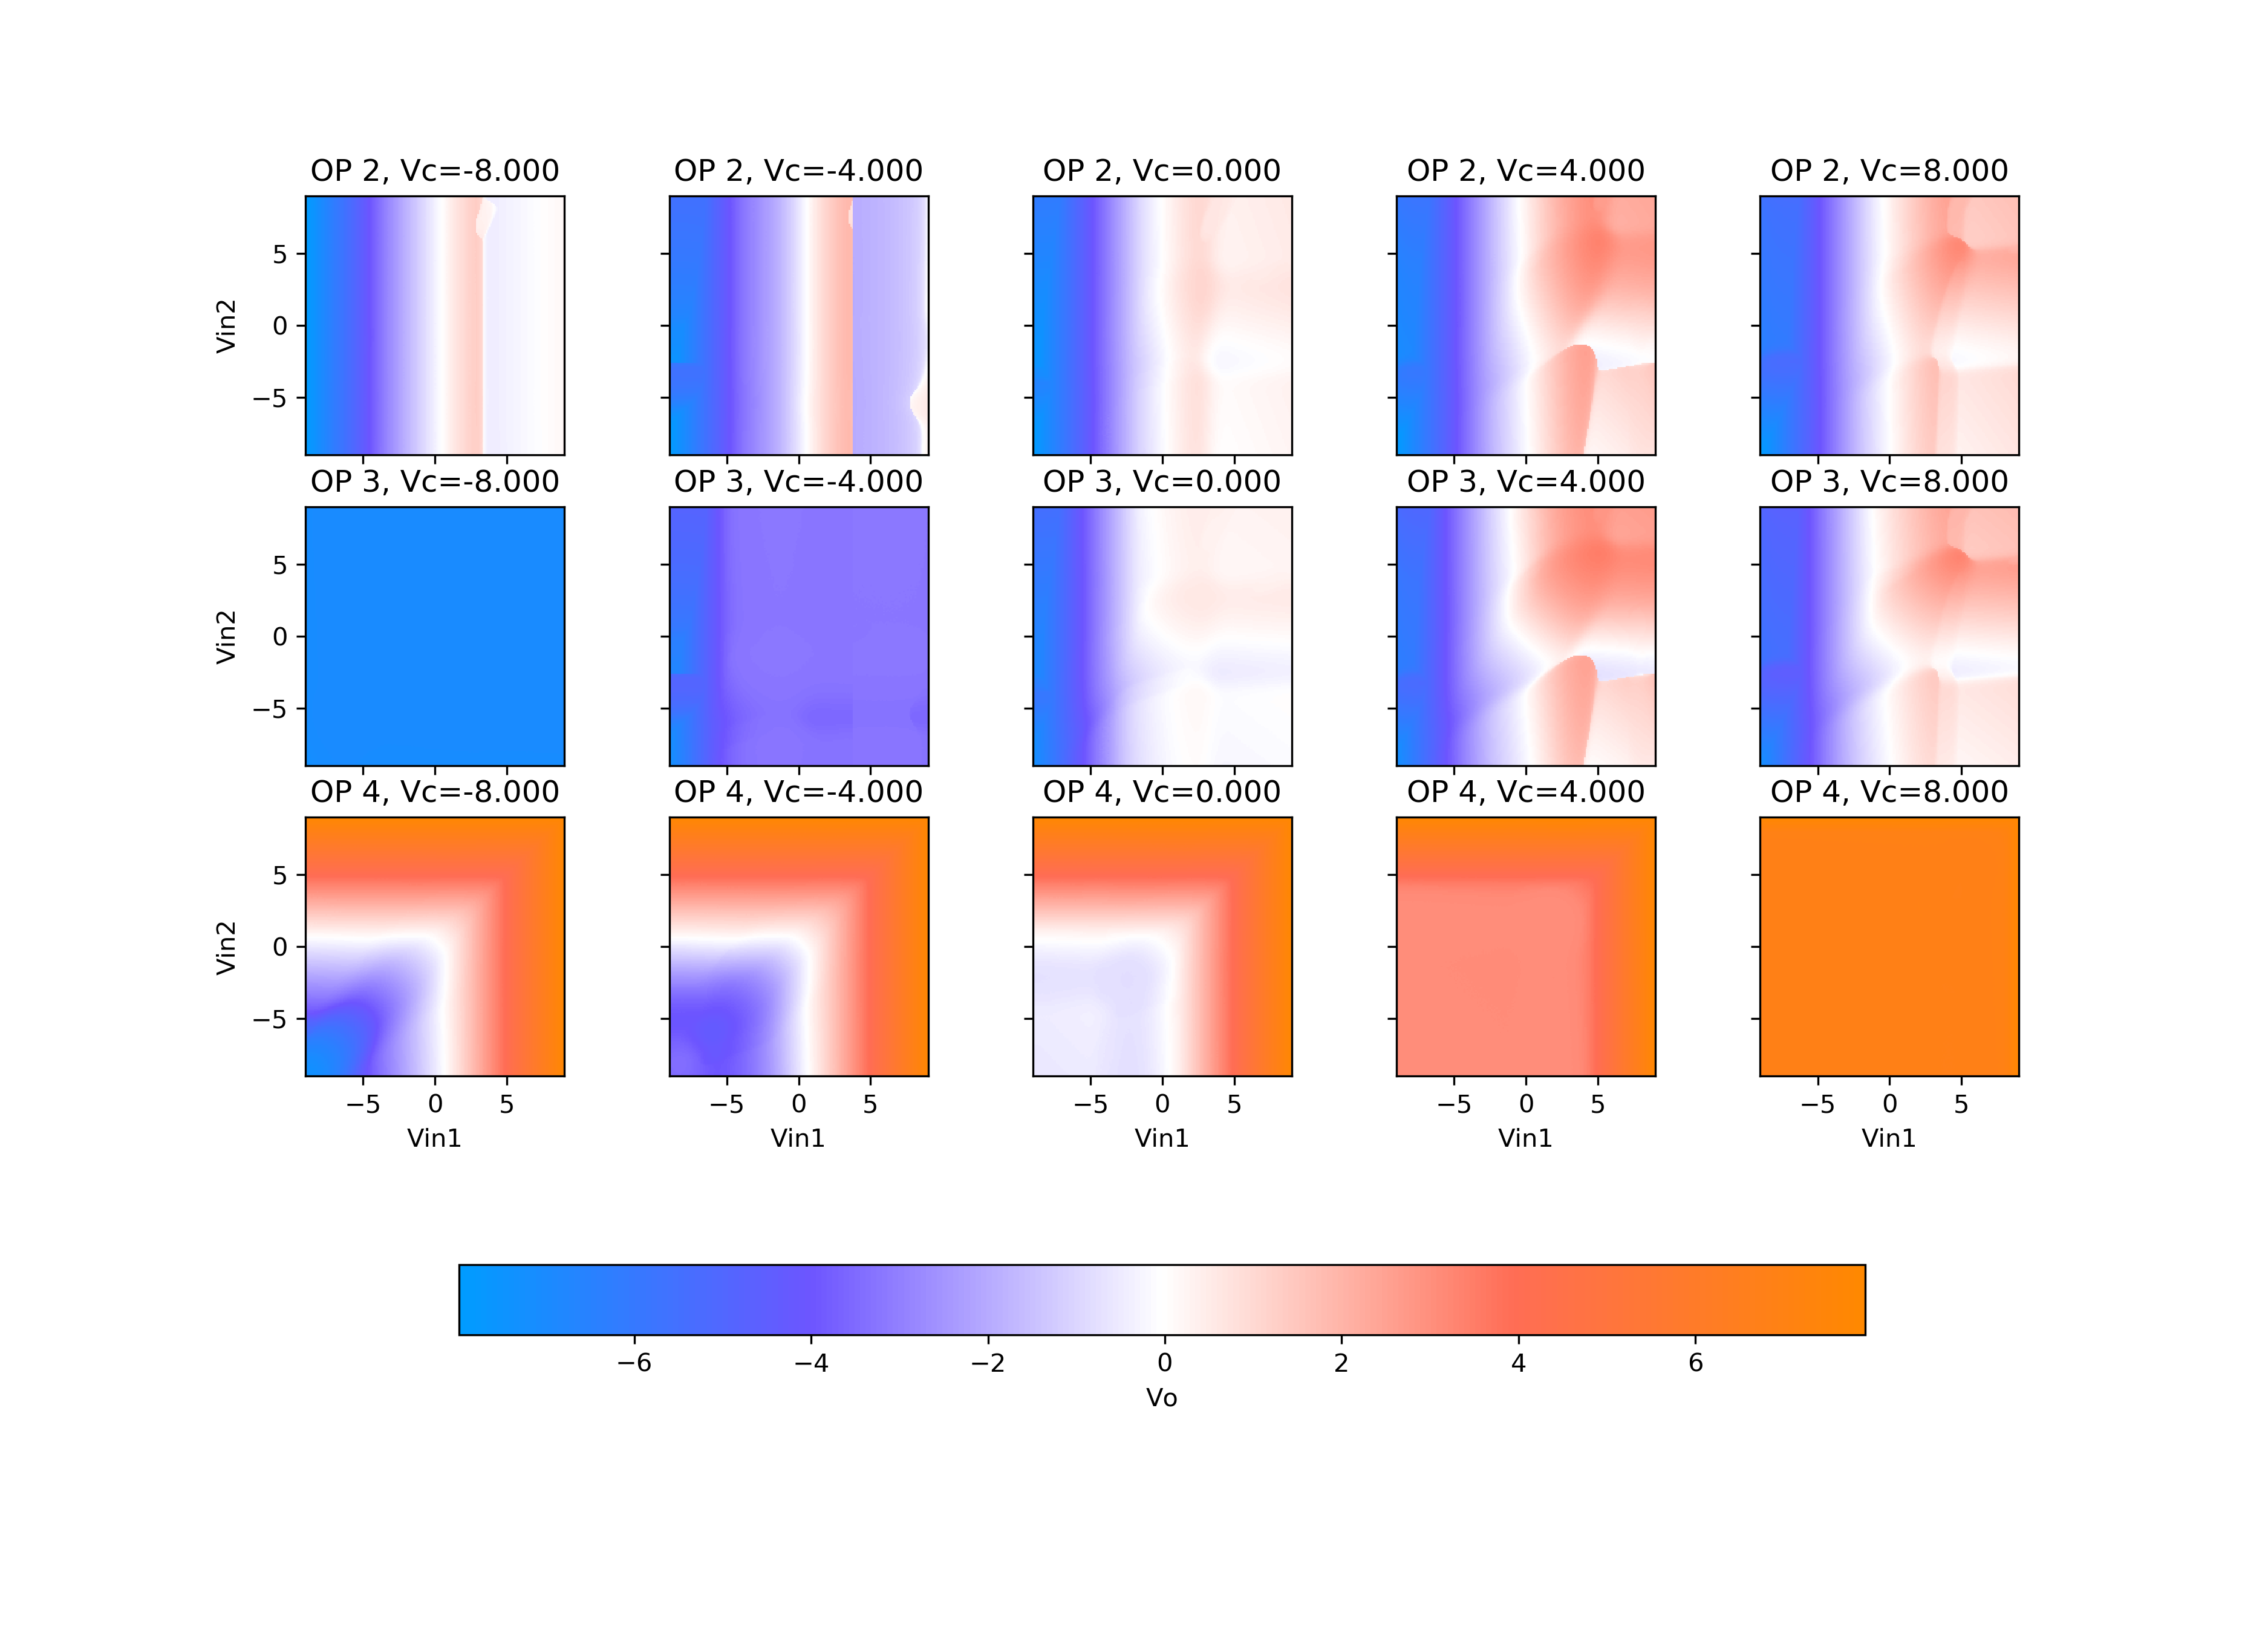 OP 2, Vc=-8.000 OP 2, Vc=-4.000 OP 2, Vc=0.000 OP 2, Vc=4.000 OP 2, Vc=8.000
5
0
−5
Vin2
OP 3, Vc=-8.000 OP 3, Vc=-4.000 OP 3, Vc=0.000 OP 3, Vc=4.000 OP 3, Vc=8.000
5
0
−5
Vin2
OP 4, Vc=-8.000 OP 4, Vc=-4.000 OP 4, Vc=0.000 OP 4, Vc=4.000 OP 4, Vc=8.000
5
0
−5
Vin2
−5 0 5 −5 0 5 −5 0 5 −5 0 5 −5 0 5
Vin1 Vin1 Vin1 Vin1 Vin1
−6 −4 −2 0 2 4 6
Vo